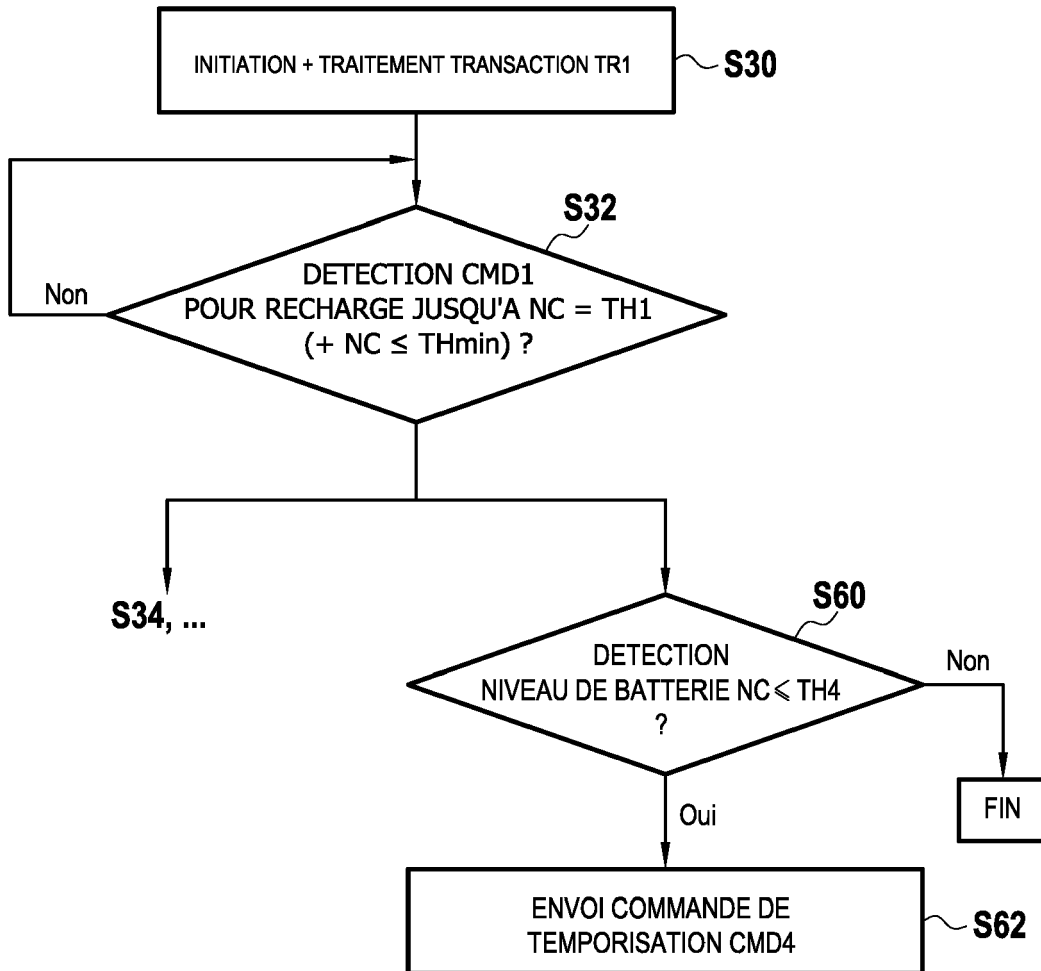 INITIATION + TRAITEMENT TRANSACTION TR1
S30
S32
DETECTION CMD1
POUR RECHARGE JUSQU'A NC = TH1
(+ NC ≤ THmin) ?
Non
S34, ...
S60
DETECTION
NIVEAU DE BATTERIE NC ⩽ TH4
?
Non
FIN
Oui
ENVOI COMMANDE DE
TEMPORISATION CMD4
S62